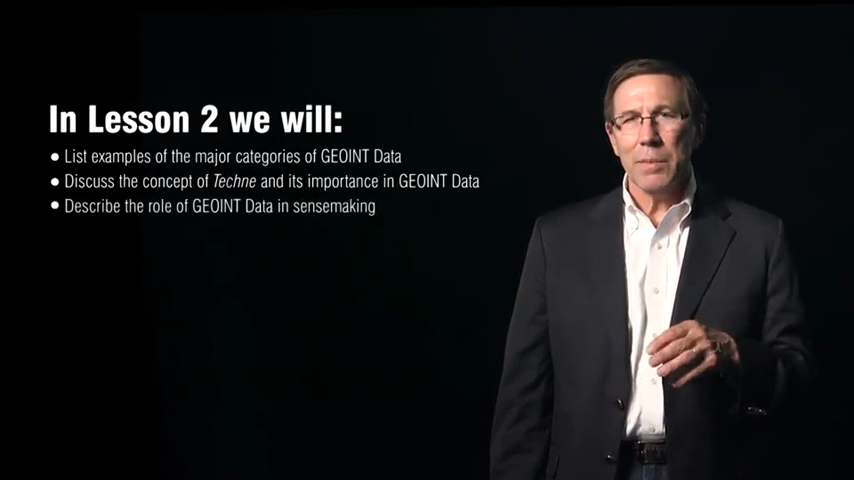 In Lesson 2 we will:
● List examples of the major categories of GEOINT Data
● Discuss the concept of Techne and its importance in GEOINT Data
● Describe the role of GEOINT Data in sensemaking